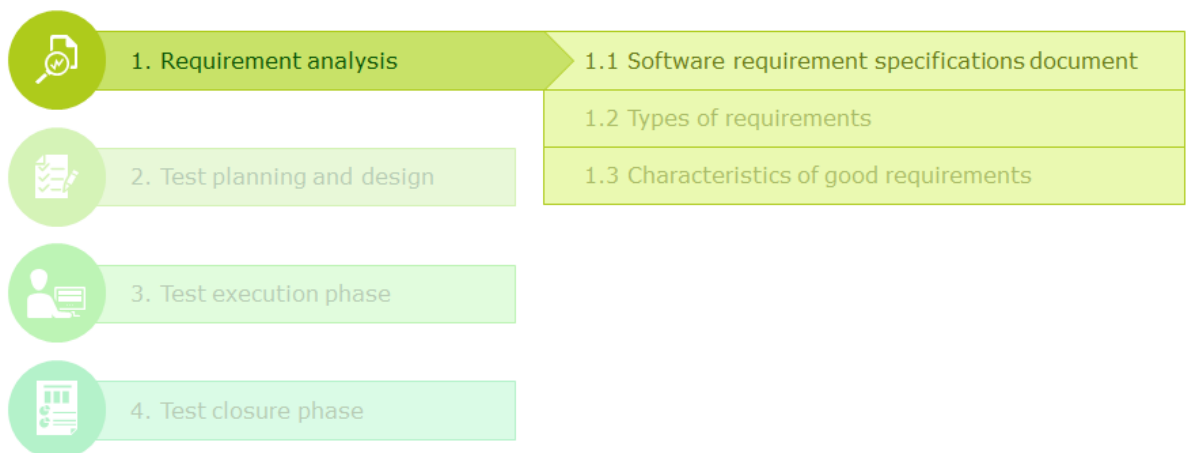 1. Requirement analysis
1.1 Software requirement specifications document
1.2 Types of requirements
1.3 Characteristics of good requirements
2. Test planning and design
3. Test execution phase
4. Test closure phase